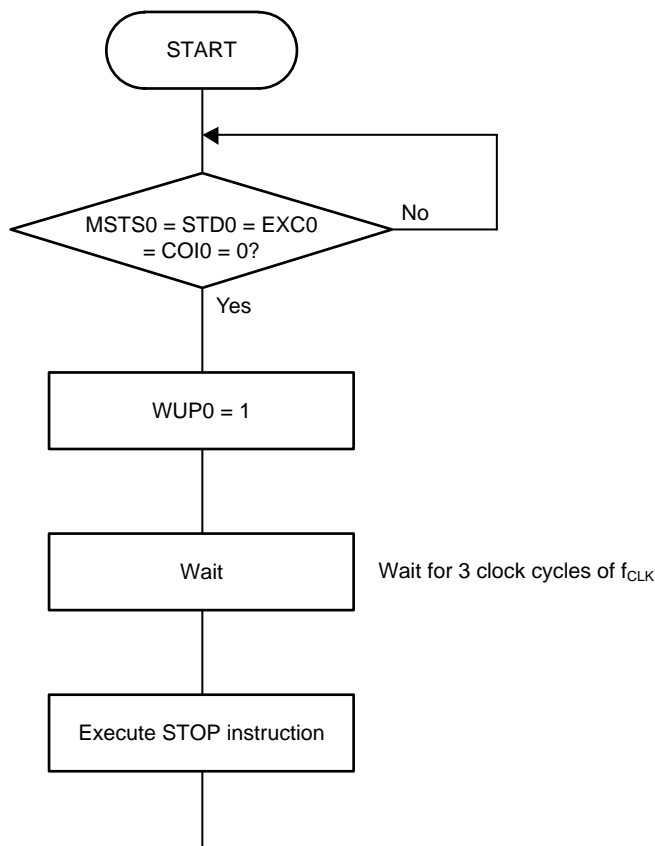 START
MSTS0 = STD0 = EXC0
= COI0 = 0?
No
Yes
WUP0 = 1
Wait
Wait for 3 clock cycles of fCLK
Execute STOP instruction